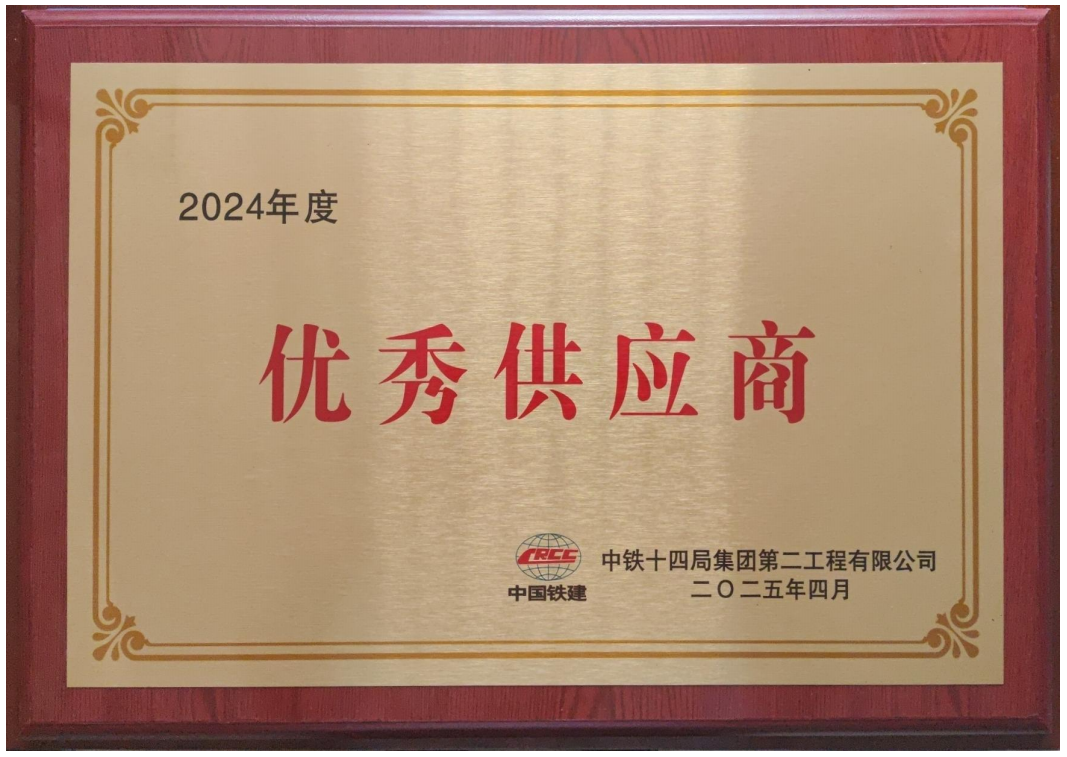 2024年度
优秀供应商
CRCC
中国铁建
中铁十四局集团第二工程有限公司
二〇二五年四月